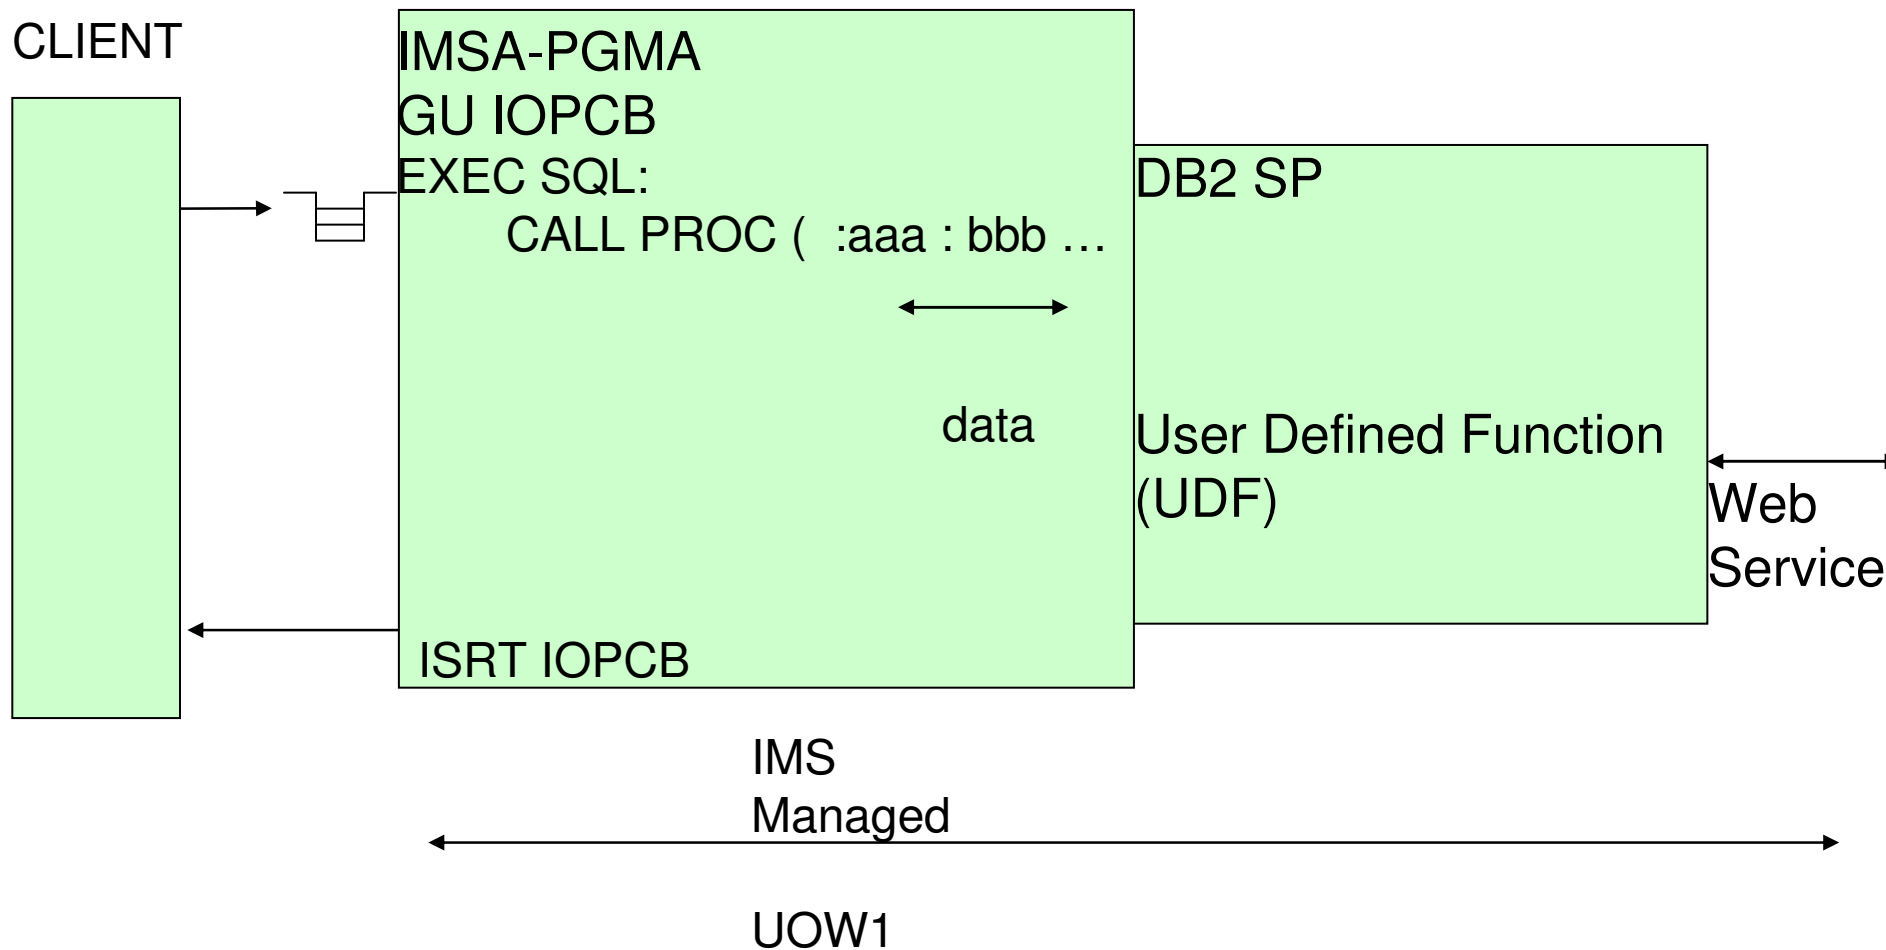 CLIENT
IMSA-PGMA
GU IOPCB
EXEC SQL:
CALL PROC ( :aaa : bbb …
data
ISRT IOPCB
DB2 SP
User Defined Function
(UDF)
Web
Service
IMS
Managed
UOW1